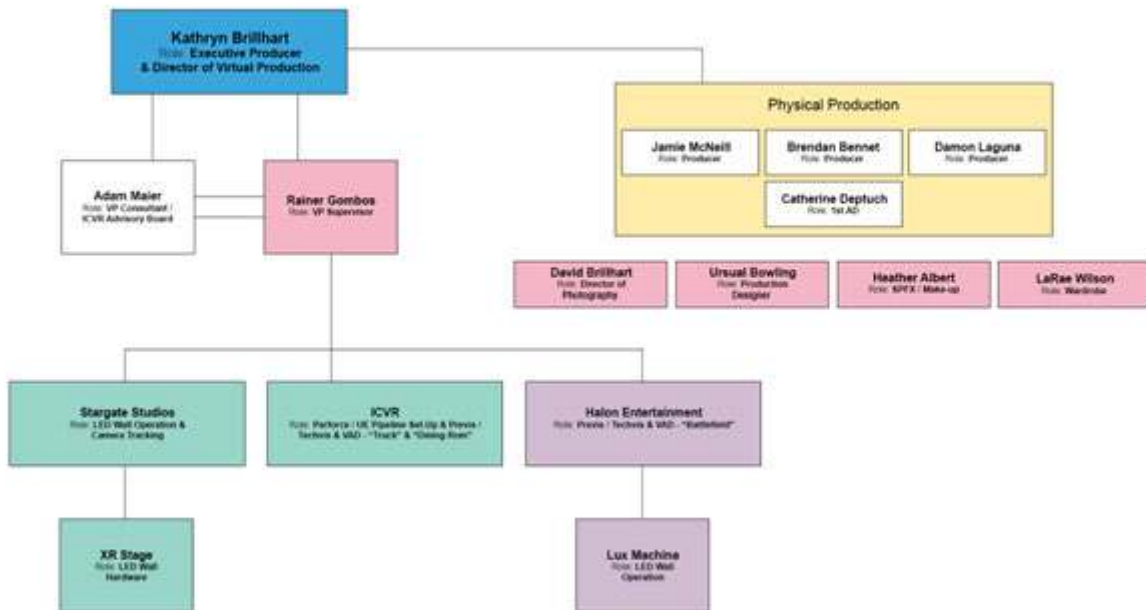 Kathryn Brillhart
Role: Executive Producer
& Director of Virtual Production
Physical Production
Jamie McNeill
Role: Producer
Brendan Bennet
Role: Producer
Damon Laguna
Role: Producer
Catherine Deptuch
Role: 1st AD
Adam Maier
Role: VP Consultant /
ICVR Advisory Board
Rainer Gombos
Role: VP Supervisor
David Brillhart
Role: Director of
Photography
Ursual Bowling
Role: Production
Designer
Heather Albert
Role: SPFX / Make-up
LaRae Wilson
Role: Wardrobe
Stargate Studios
Role: LED Wall Operation &
Camera Tracking
ICVR
Role: Perforce / UE Pipeline Set-Up & Previs /
Techvis & VAD - "Truck" & "Dining Room"
Halon Entertainment
Role: Previs / Techvis & VAD - "Battlefield"
XR Stage
Role: LED Wall
Hardware
Lux Machine
Role: LED Wall
Operation